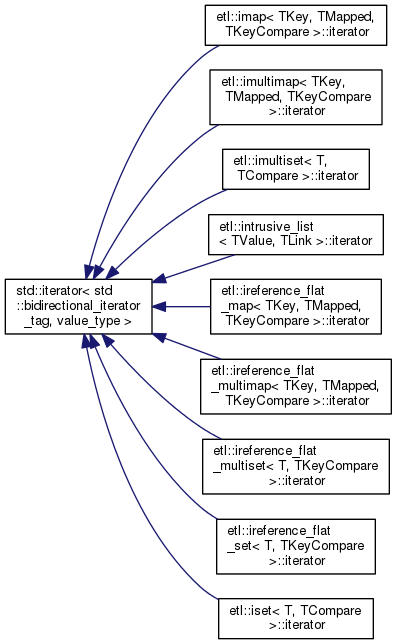 etl::imap< TKey, TMapped,
TKeyCompare >::iterator
etl::imultimap< TKey,
TMapped, TKeyCompare
>::iterator
etl::imultiset< T,
TCompare >::iterator
etl::intrusive_list
< TValue, TLink >::iterator
std::iterator< std
::bidirectional_iterator
_tag, value_type >
etl::ireference_flat
_map< TKey, TMapped,
TKeyCompare >::iterator
etl::ireference_flat
_multimap< TKey, TMapped,
TKeyCompare >::iterator
etl::ireference_flat
_multiset< T, TKeyCompare
>::iterator
etl::ireference_flat
_set< T, TKeyCompare
>::iterator
etl::iset< T, TCompare
>::iterator